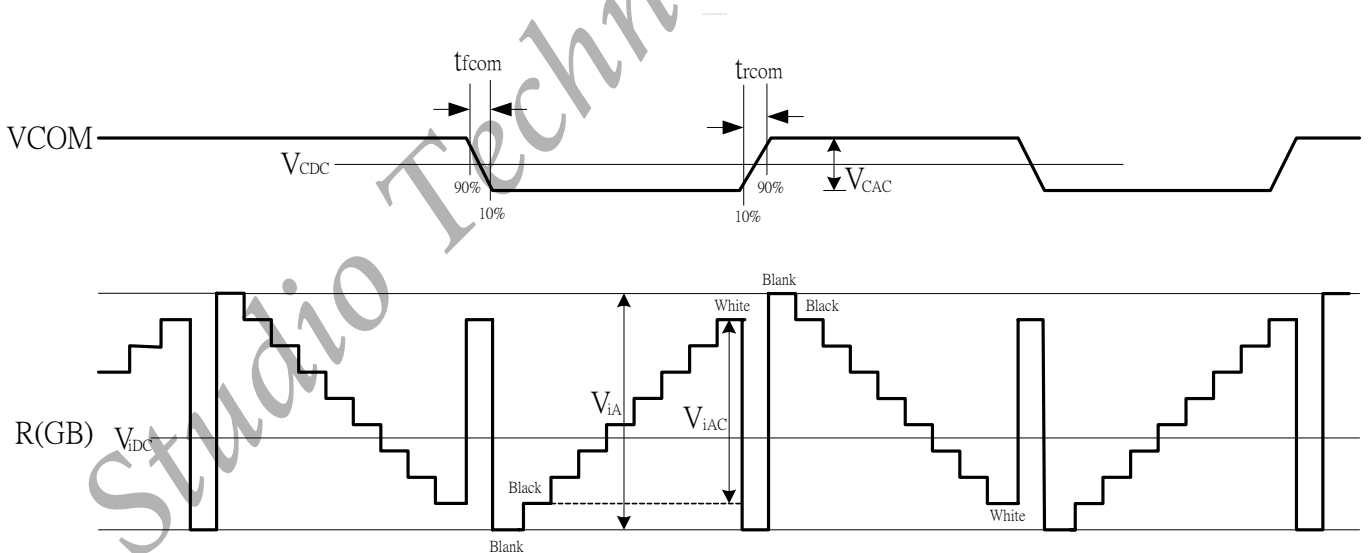 tfcom
trcom
VCOM
VCDC
90%
10%
90%
10%
VCAC
Blank
White
Black
ViA
ViAC
R(GB)
ViDC
Black
White
Blank
Studio Techn